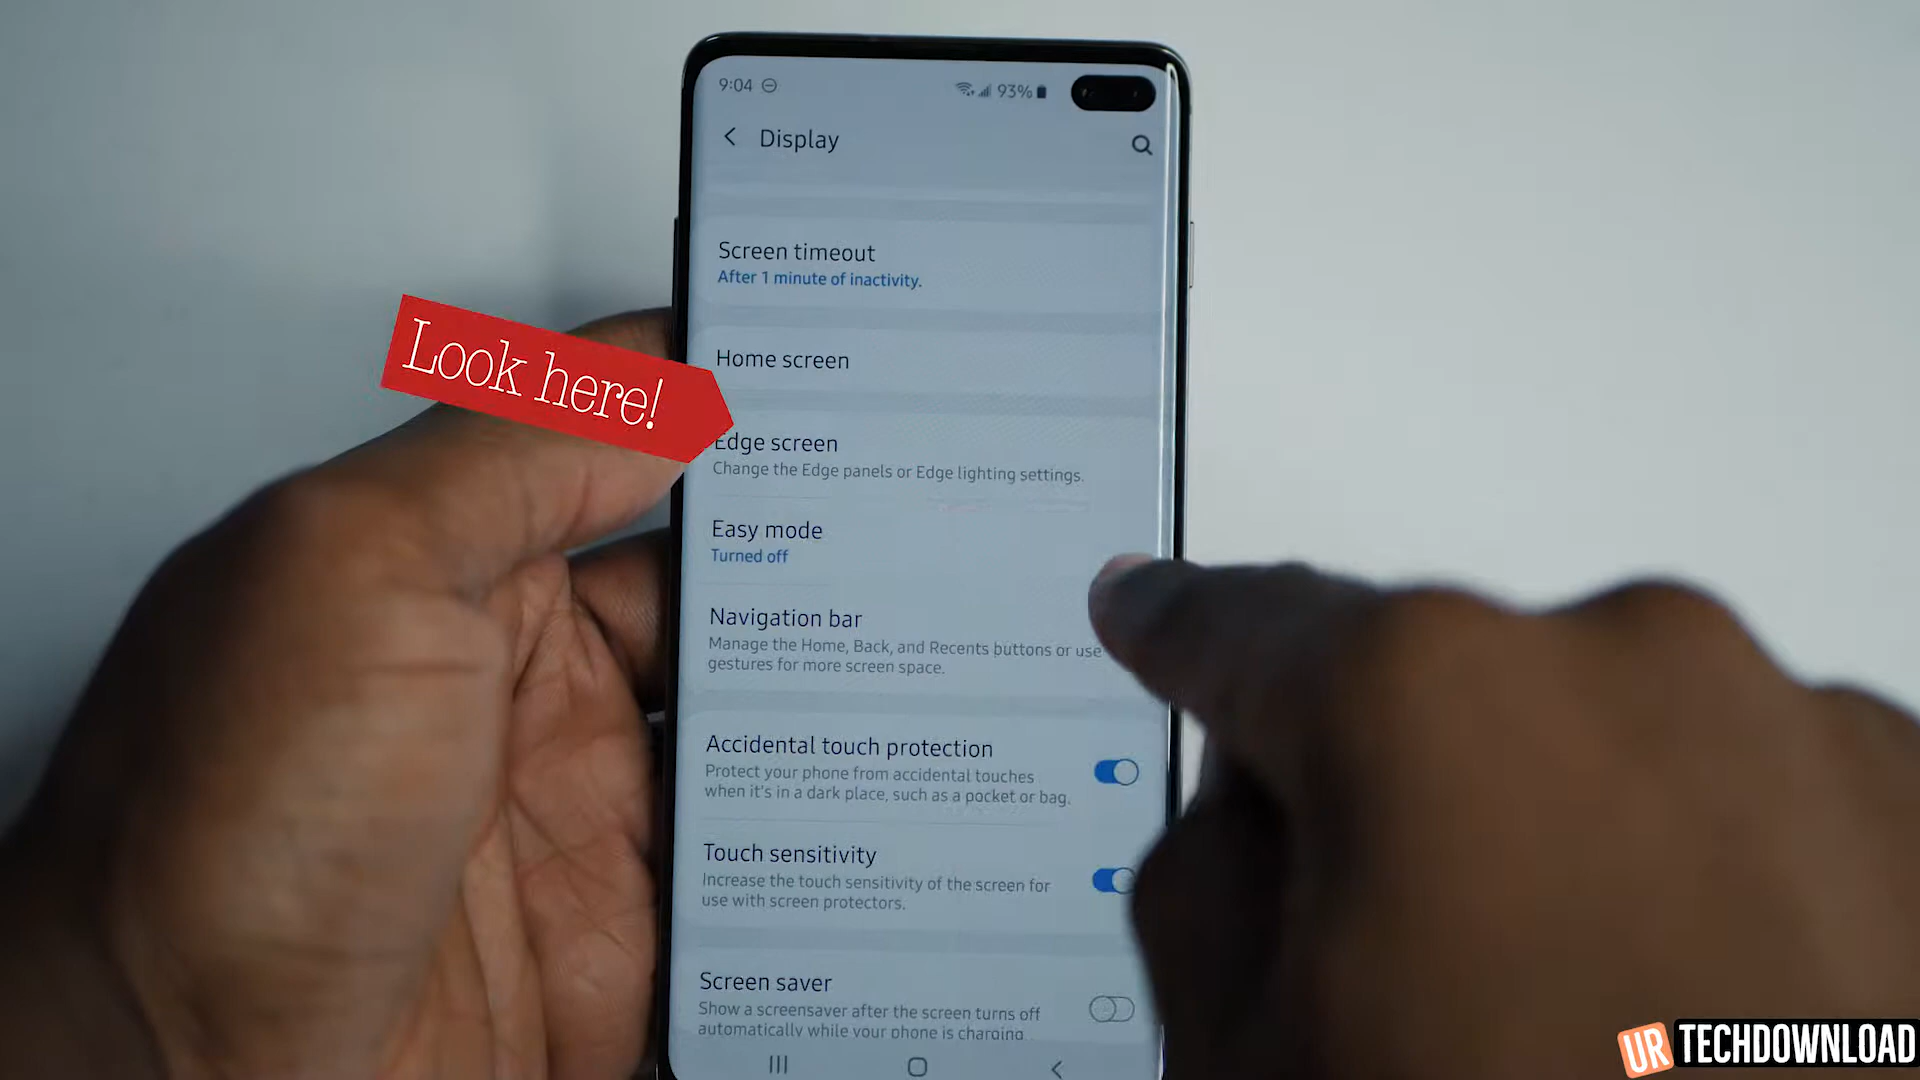 9:04
93%
Display
Screen timeout
After 1 minute of inactivity.
Home screen
Look here!
Edge screen
Change the Edge panels or Edge lighting settings.
Easy mode
Turned off
Navigation bar
Manage the Home, Back, and Recents buttons or use
gestures for more screen space.
Accidental touch protection
Protect your phone from accidental touches
when it's in a dark place, such as a pocket or bag.
Touch sensitivity
Increase the touch sensitivity of the screen for
use with screen protectors.
Screen saver
Show a screensaver after the screen turns off
automatically while your phone is charging
UR TECHDOWNLOAD